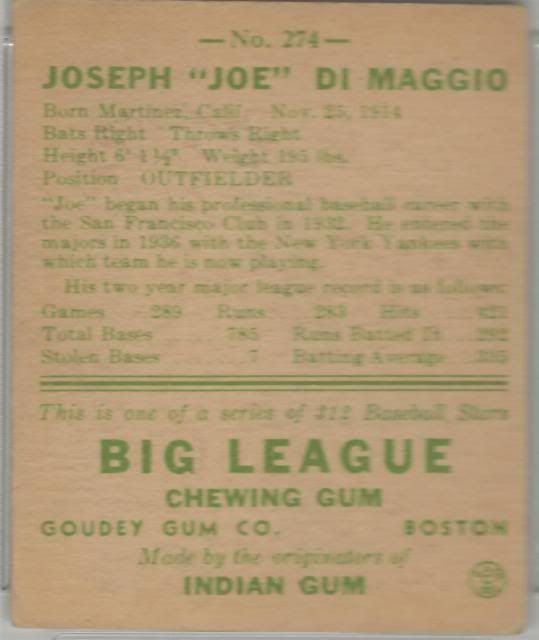 —No. 274—
JOSEPH "JOE" DI MAGGIO
Born Martinez, Calif. Nov. 25, 1914
Bats Right Throws Right
Height 6' 1½" Weight 195 lbs.
Position OUTFIELDER
"Joe" began his professional baseball career with
the San Francisco Club in 1932. He entered the
majors in 1936 with the New York Yankees with
which team he is now playing.
His two year major league record is as follows:
Games 289 Runs 283 Hits 421
Total Bases ..... 785 Runs Batted In ...292
Stolen Bases ....... 7 Batting Average ...335
This is one of a series of 312 Baseball Stars
BIG LEAGUE
CHEWING GUM
GOUDEY GUM CO. BOSTON
Made by the originators of
INDIAN GUM